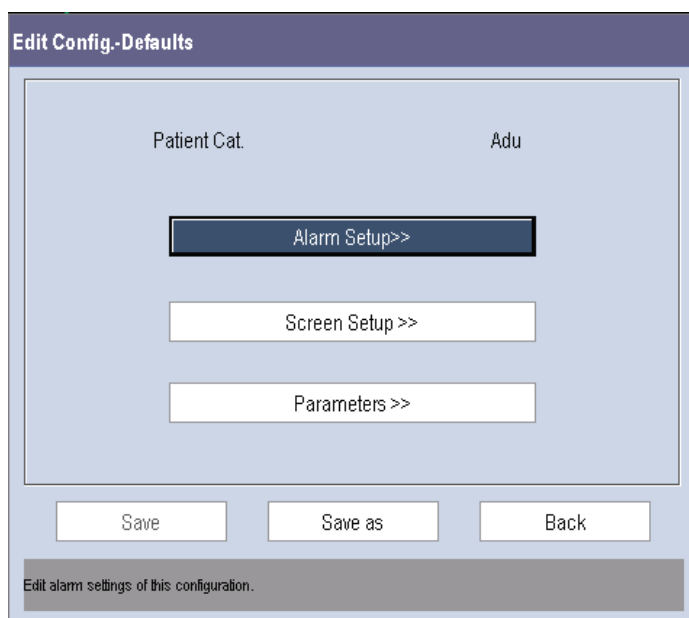 Edit Config.-Defaults
Patient Cat. Adu
Alarm Setup>>
Screen Setup >>
Parameters >>
Save Save as Back
Edit alarm settings of this configuration.